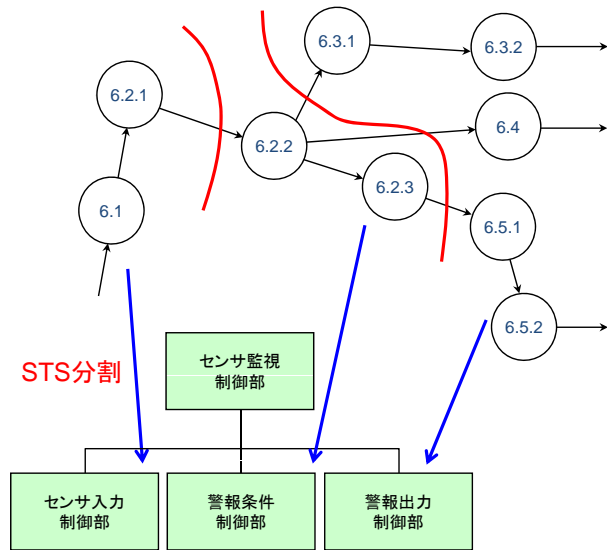 6.3.1
6.3.2
6.2.1
6.2.2
6.4
6.2.3
6.1
6.5.1
6.5.2
STS分割
センサ監視
制御部
センサ入力
制御部
警報条件
制御部
警報出力
制御部